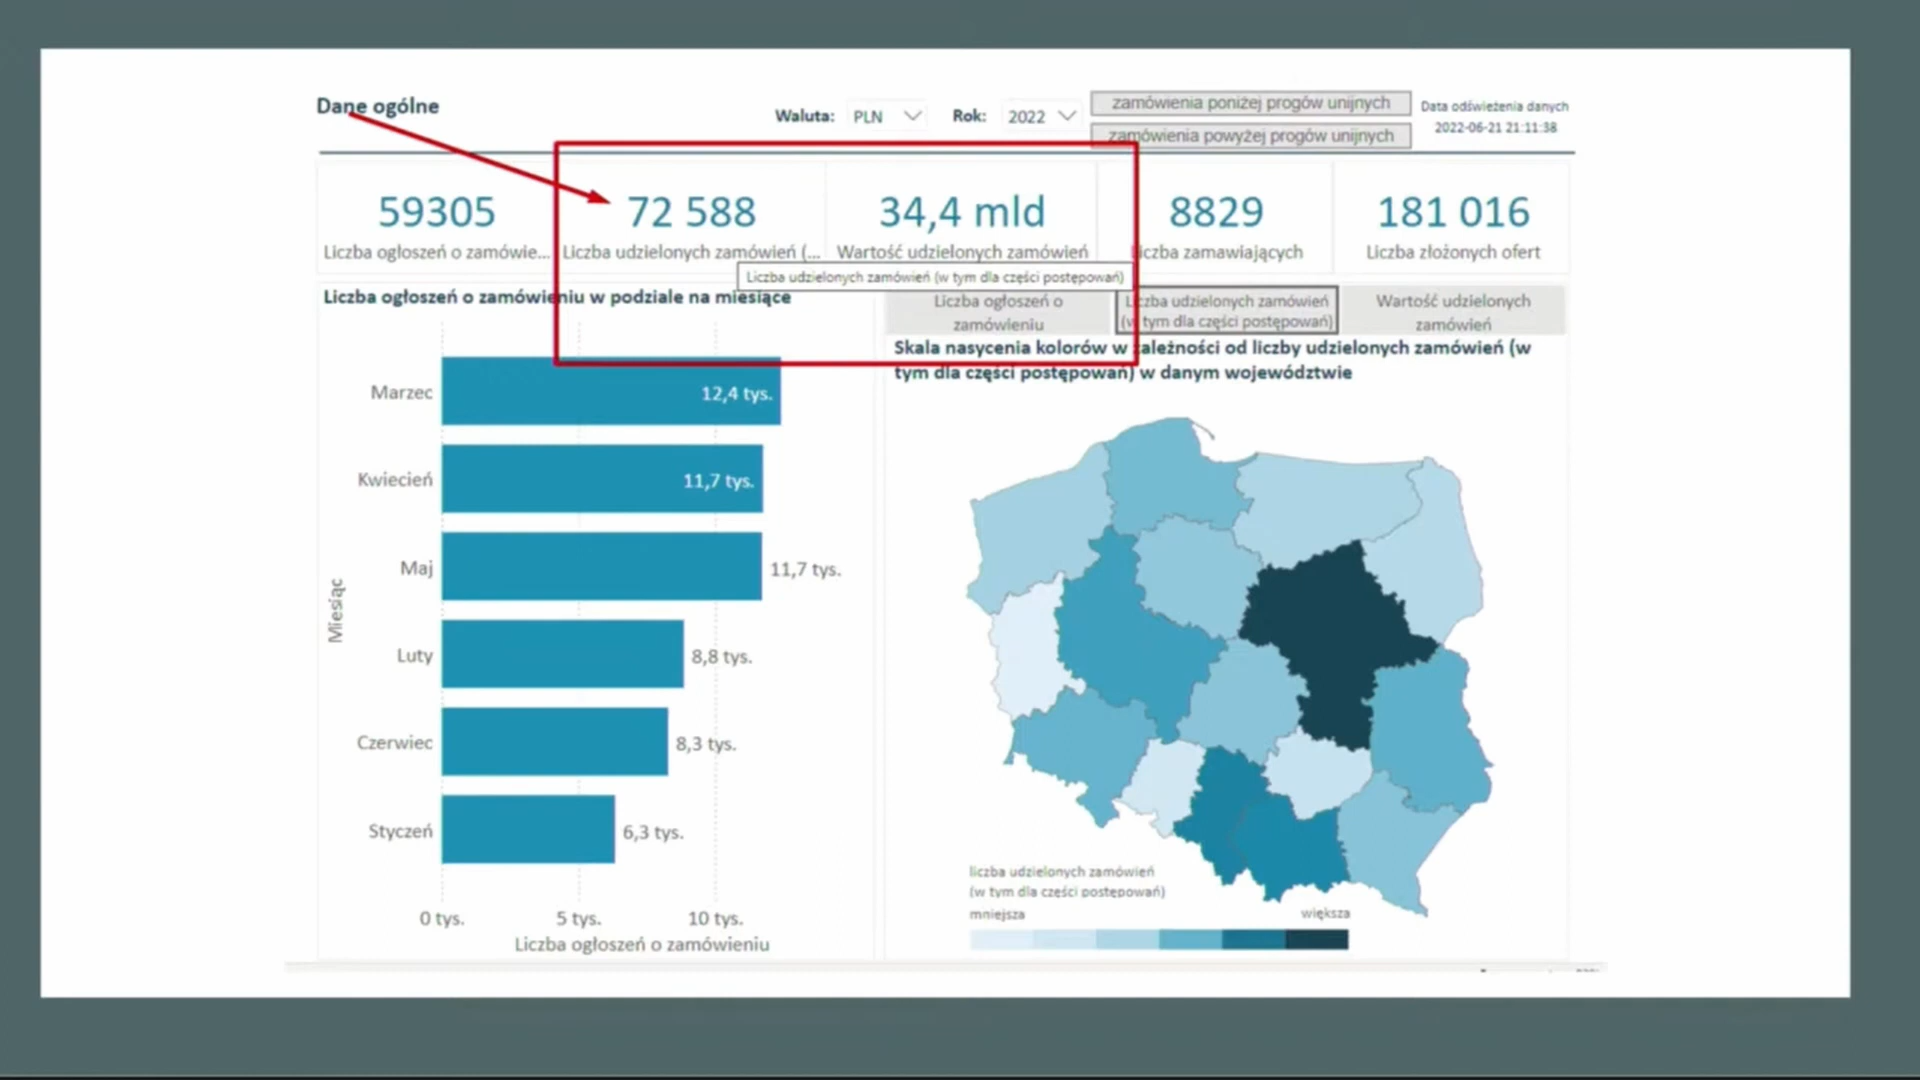 Dane ogólne
Waluta: PLN
Rok: 2022
zamówienia poniżej progów unijnych
zamówienia powyżej progów unijnych
Data odświeżenia danych
2022-06-21 21:11:38
59305
Liczba ogłoszeń o zamówie...
72 588
Liczba udzielonych zamówień (...
34,4 mld
Wartość udzielonych zamówień
8829
Liczba zamawiających
181 016
Liczba złożonych ofert
Liczba udzielonych zamówień (w tym dla części postępowań)
Liczba ogłoszeń o zamówieniu w podziale na miesiące
Miesiąc
Marzec 12,4 tys.
Kwiecień 11,7 tys.
Maj 11,7 tys.
Luty 8,8 tys.
Czerwiec 8,3 tys.
Styczeń 6,3 tys.
0 tys. 5 tys. 10 tys.
Liczba ogłoszeń o zamówieniu
Liczba ogłoszeń o
zamówieniu
Liczba udzielonych zamówień
(w tym dla części postępowań)
Wartość udzielonych
zamówień
Skala nasycenia kolorów w zależności od liczby udzielonych zamówień (w
tym dla części postępowań) w danym województwie
liczba udzielonych zamówień
(w tym dla części postępowań)
mniejsza większa